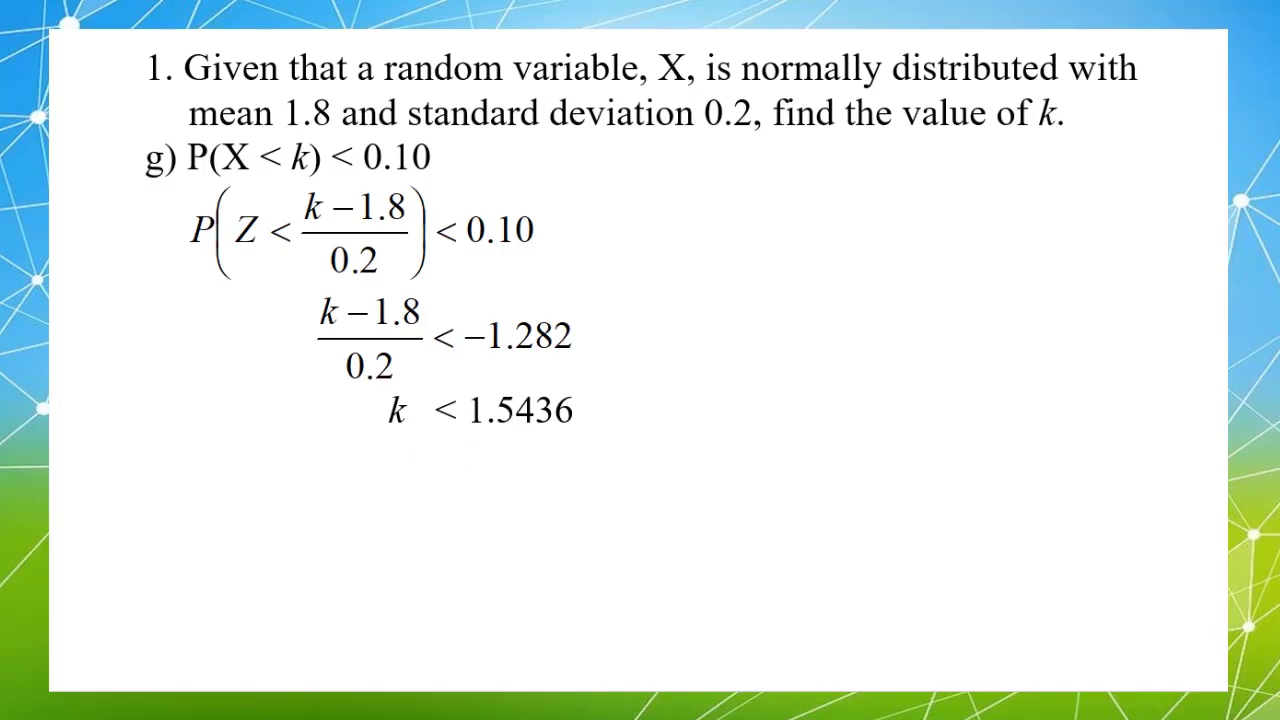 1. Given that a random variable, X, is normally distributed with
mean 1.8 and standard deviation 0.2, find the value of k.
g) P(X < k) < 0.10
P(Z < (k − 1.8)/0.2) < 0.10
(k − 1.8)/0.2 < −1.282
k < 1.5436